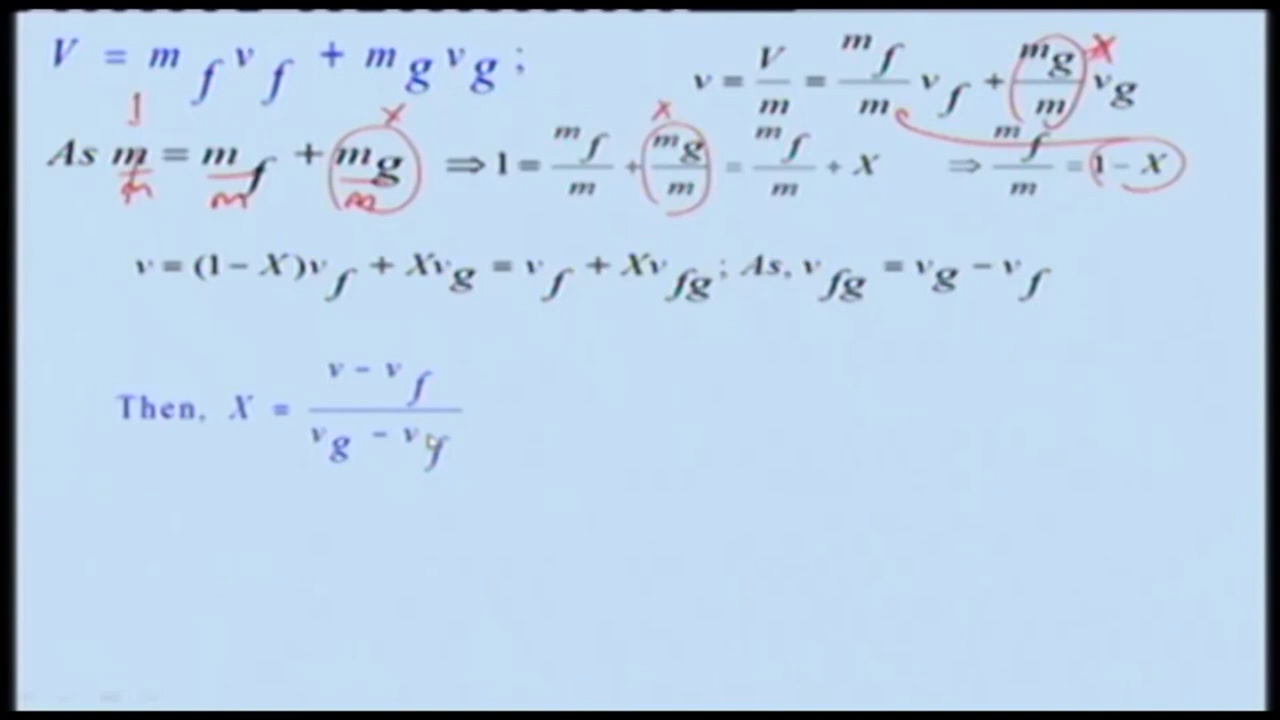 V = m_f v_f + m_g v_g ; v = V/m = m_f/m v_f + m_g/m v_g X
1 X X
As m = m_f + m_g ⇒ 1 = m_f/m + m_g/m = m_f/m + X ⇒ m_f/m = 1 − X
m m m
v = (1 − X)v_f + Xv_g = v_f + Xv_fg ; As, v_fg = v_g − v_f
Then, X = (v − v_f)/(v_g − v_f)